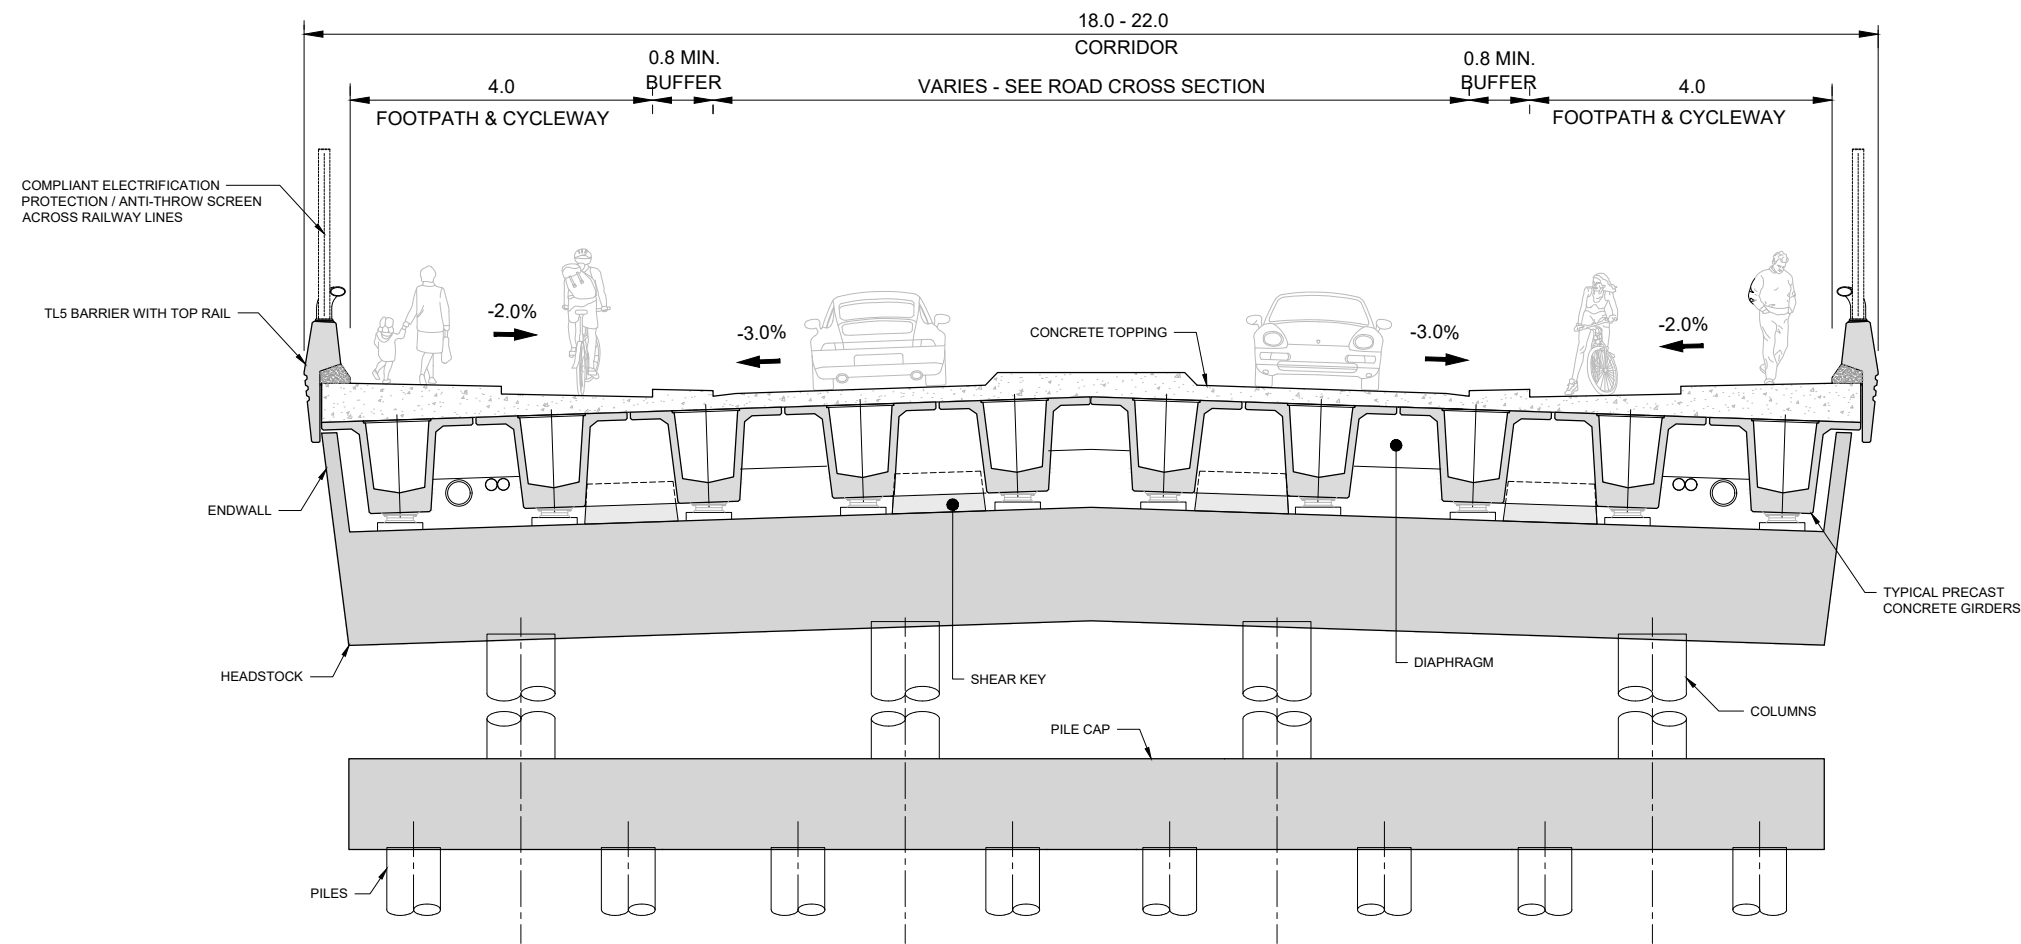 18.0 - 22.0
CORRIDOR
0.8 MIN.
BUFFER
0.8 MIN.
BUFFER
4.0
VARIES - SEE ROAD CROSS SECTION
4.0
FOOTPATH & CYCLEWAY
FOOTPATH & CYCLEWAY
COMPLIANT ELECTRIFICATION
PROTECTION / ANTI-THROW SCREEN
ACROSS RAILWAY LINES
TL5 BARRIER WITH TOP RAIL
-2.0%
-3.0%
CONCRETE TOPPING
-3.0%
-2.0%
ENDWALL
TYPICAL PRECAST
CONCRETE GIRDERS
HEADSTOCK
SHEAR KEY
DIAPHRAGM
COLUMNS
PILE CAP
PILES